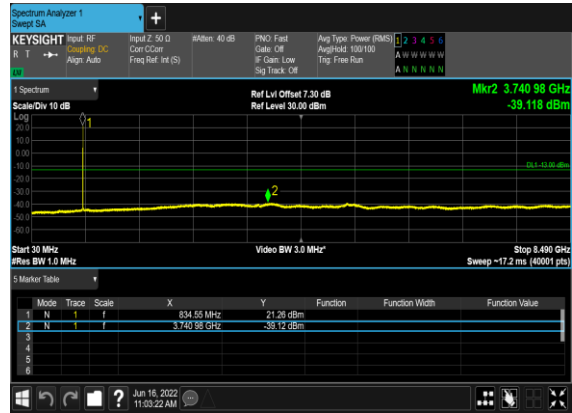 Spectrum Analyzer 1
Swept SA
+
KEYSIGHT Input: RF Input Z: 50 Ω #Atten: 40 dB PNO: Fast Avg Type: Power (RMS) 1 2 3 4 5 6
R T Coupling: DC Corr CCorr Gate: Off Avg|Hold: 100/100 A W W W W W
Align: Auto Freq Ref: Int (S) IF Gain: Low Trig: Free Run
Sig Track: Off A N N N N N
1 Spectrum Ref Lvl Offset 7.30 dB Mkr2 3.740 98 GHz
Scale/Div 10 dB Ref Level 30.00 dBm -39.118 dBm
Log
20.0
10.0
0.00
-10.0
-20.0
-30.0
-40.0
-50.0
-60.0
1
DL1 -13.00 dBm
2
Start 30 MHz Video BW 3.0 MHz* Stop 8.490 GHz
#Res BW 1.0 MHz Sweep ~17.2 ms (40001 pts)
5 Marker Table
Mode Trace Scale X Y Function Function Width Function Value
1 N 1 f 834.55 MHz 21.26 dBm
2 N 1 f 3.740 98 GHz -39.12 dBm
3
4
5
6
? Jun 16, 2022
11:03:22 AM